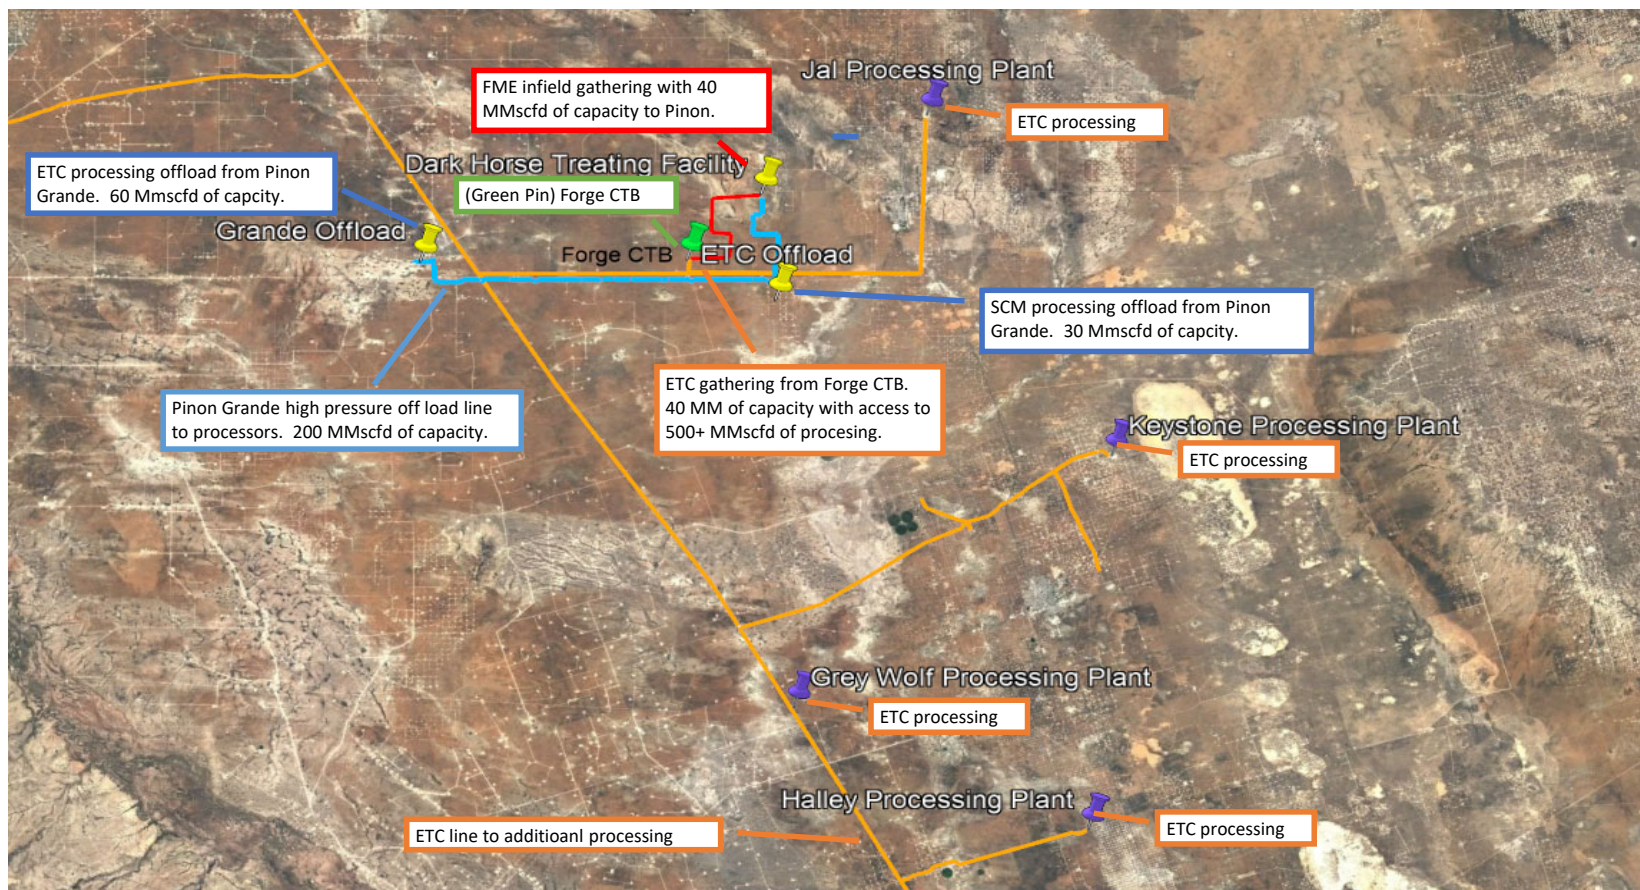 Jal Processing Plant
FME infield gathering with 40
MMscfd of capacity to Pinon.
ETC processing
Dark Horse Treating Facility
ETC processing offload from Pinon
Grande.  60 Mmscfd of capcity.
(Green Pin) Forge CTB
Grande Offload
Forge CTB
ETC Offload
SCM processing offload from Pinon
Grande.  30 Mmscfd of capcity.
ETC gathering from Forge CTB.
40 MM of capacity with access to
500+ MMscfd of procesing.
Pinon Grande high pressure off load line
to processors.  200 MMscfd of capacity.
Keystone Processing Plant
ETC processing
Grey Wolf Processing Plant
ETC processing
Halley Processing Plant
ETC line to additioanl processing
ETC processing